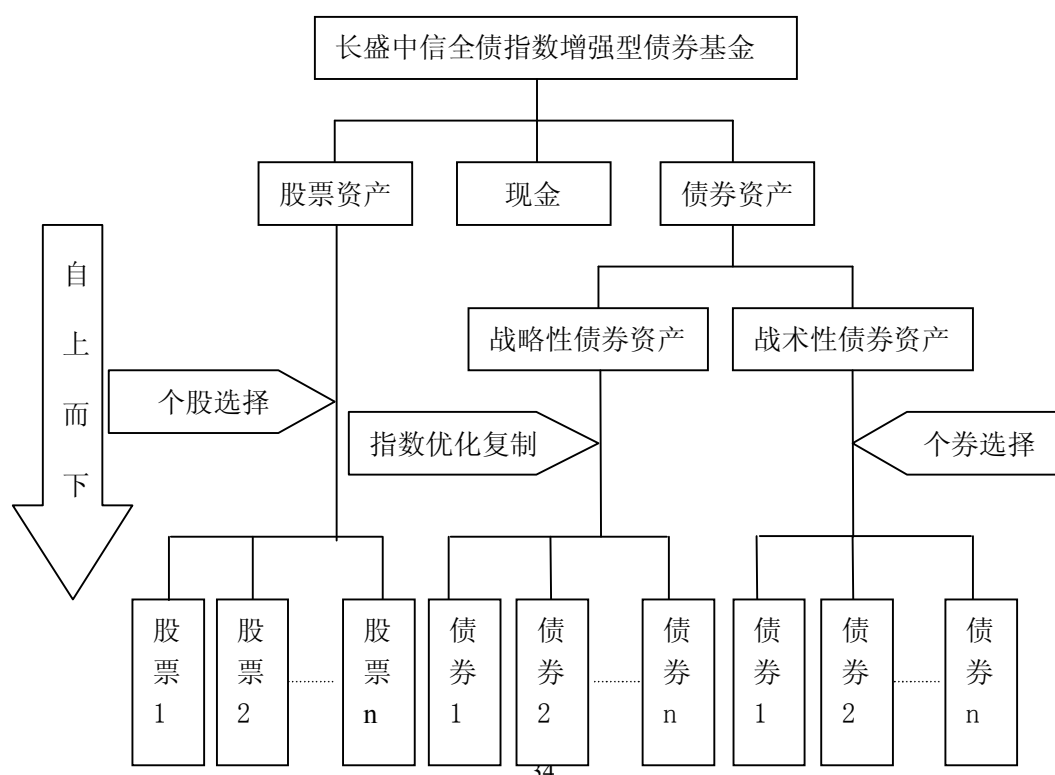 长盛中信全债指数增强型债券基金
股票资产
现金
债券资产
自上而下
战略性债券资产
战术性债券资产
个股选择
指数优化复制
个券选择
股票1
股票2
股票n
债券1
债券2
债券n
债券1
债券2
债券n
34